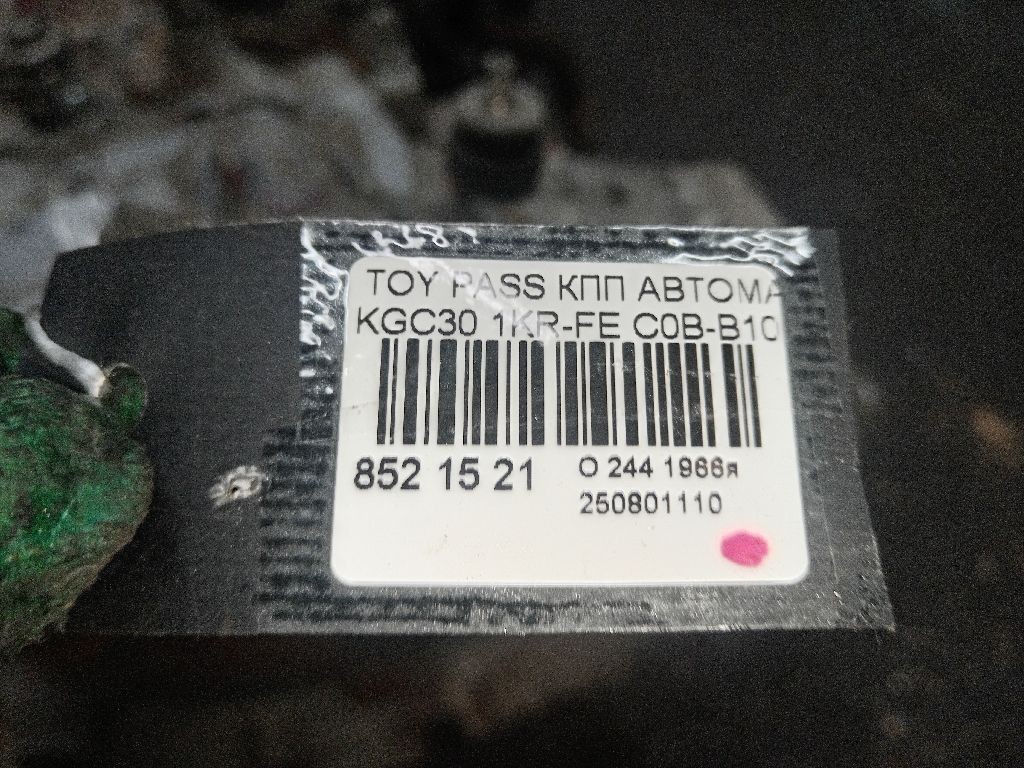 TOY PASS КПП АВТОМА
KGC30 1KR-FE C0B-B10
852 15 21
О 244 1966я
250801110